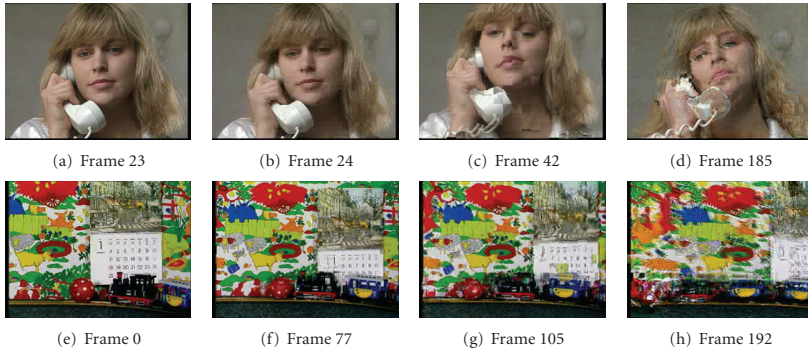 (a) Frame 23
(b) Frame 24
(c) Frame 42
(d) Frame 185
(e) Frame 0
(f) Frame 77
(g) Frame 105
(h) Frame 192